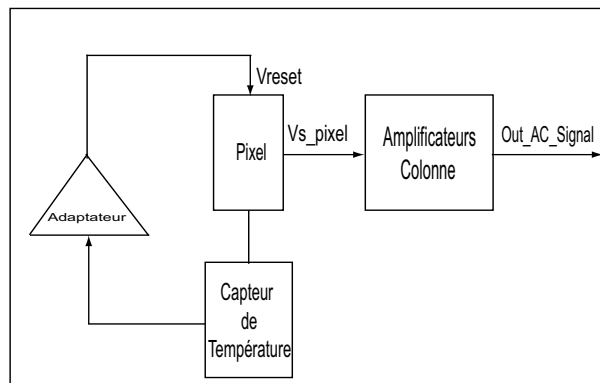 Vreset
Pixel
Vs_pixel
Amplificateurs
Colonne
Out_AC_Signal
Adaptateur
Capteur
de
Température